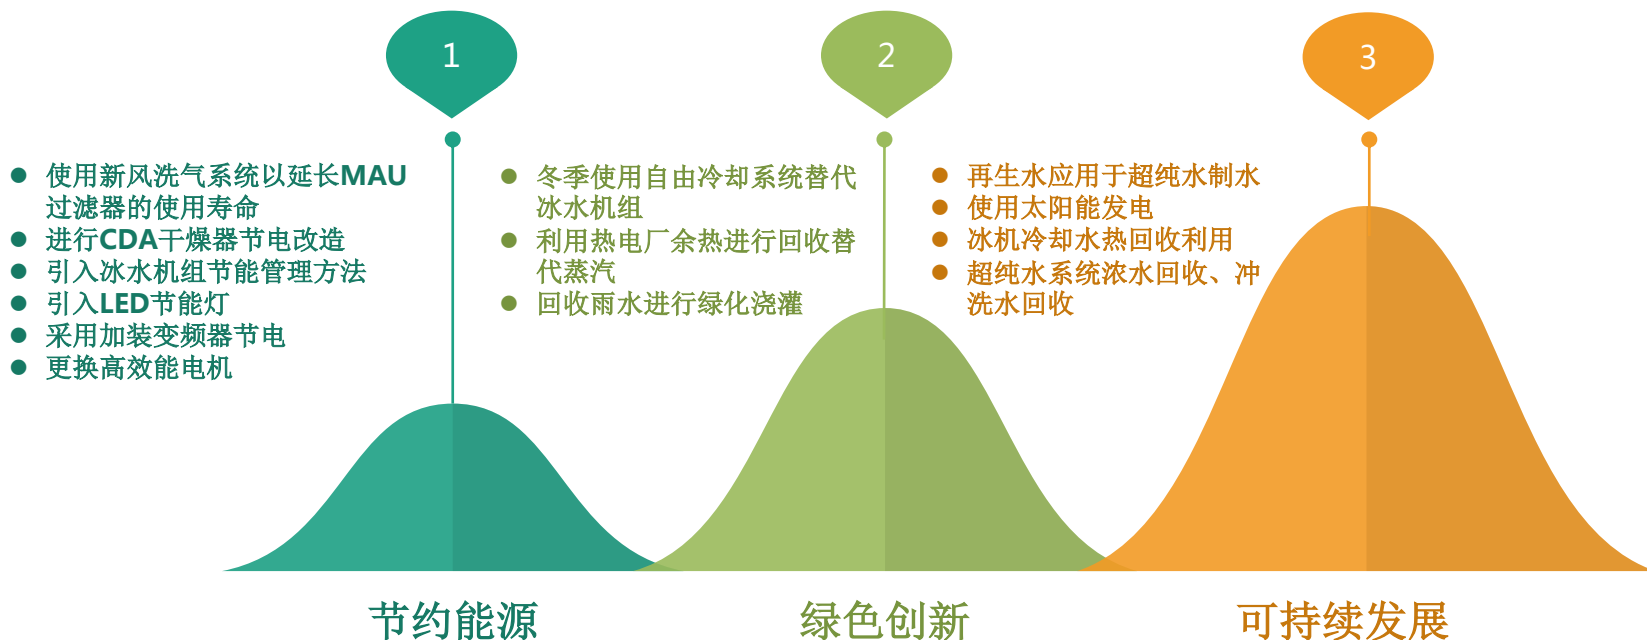 1
使用新风洗气系统以延长MAU
过滤器的使用寿命
进行CDA干燥器节电改造
引入冰水机组节能管理方法
引入LED节能灯
采用加装变频器节电
更换高效能电机
节约能源
2
冬季使用自由冷却系统替代
冰水机组
利用热电厂余热进行回收替
代蒸汽
回收雨水进行绿化浇灌
绿色创新
3
再生水应用于超纯水制水
使用太阳能发电
冰机冷却水热回收利用
超纯水系统浓水回收、冲
洗水回收
可持续发展